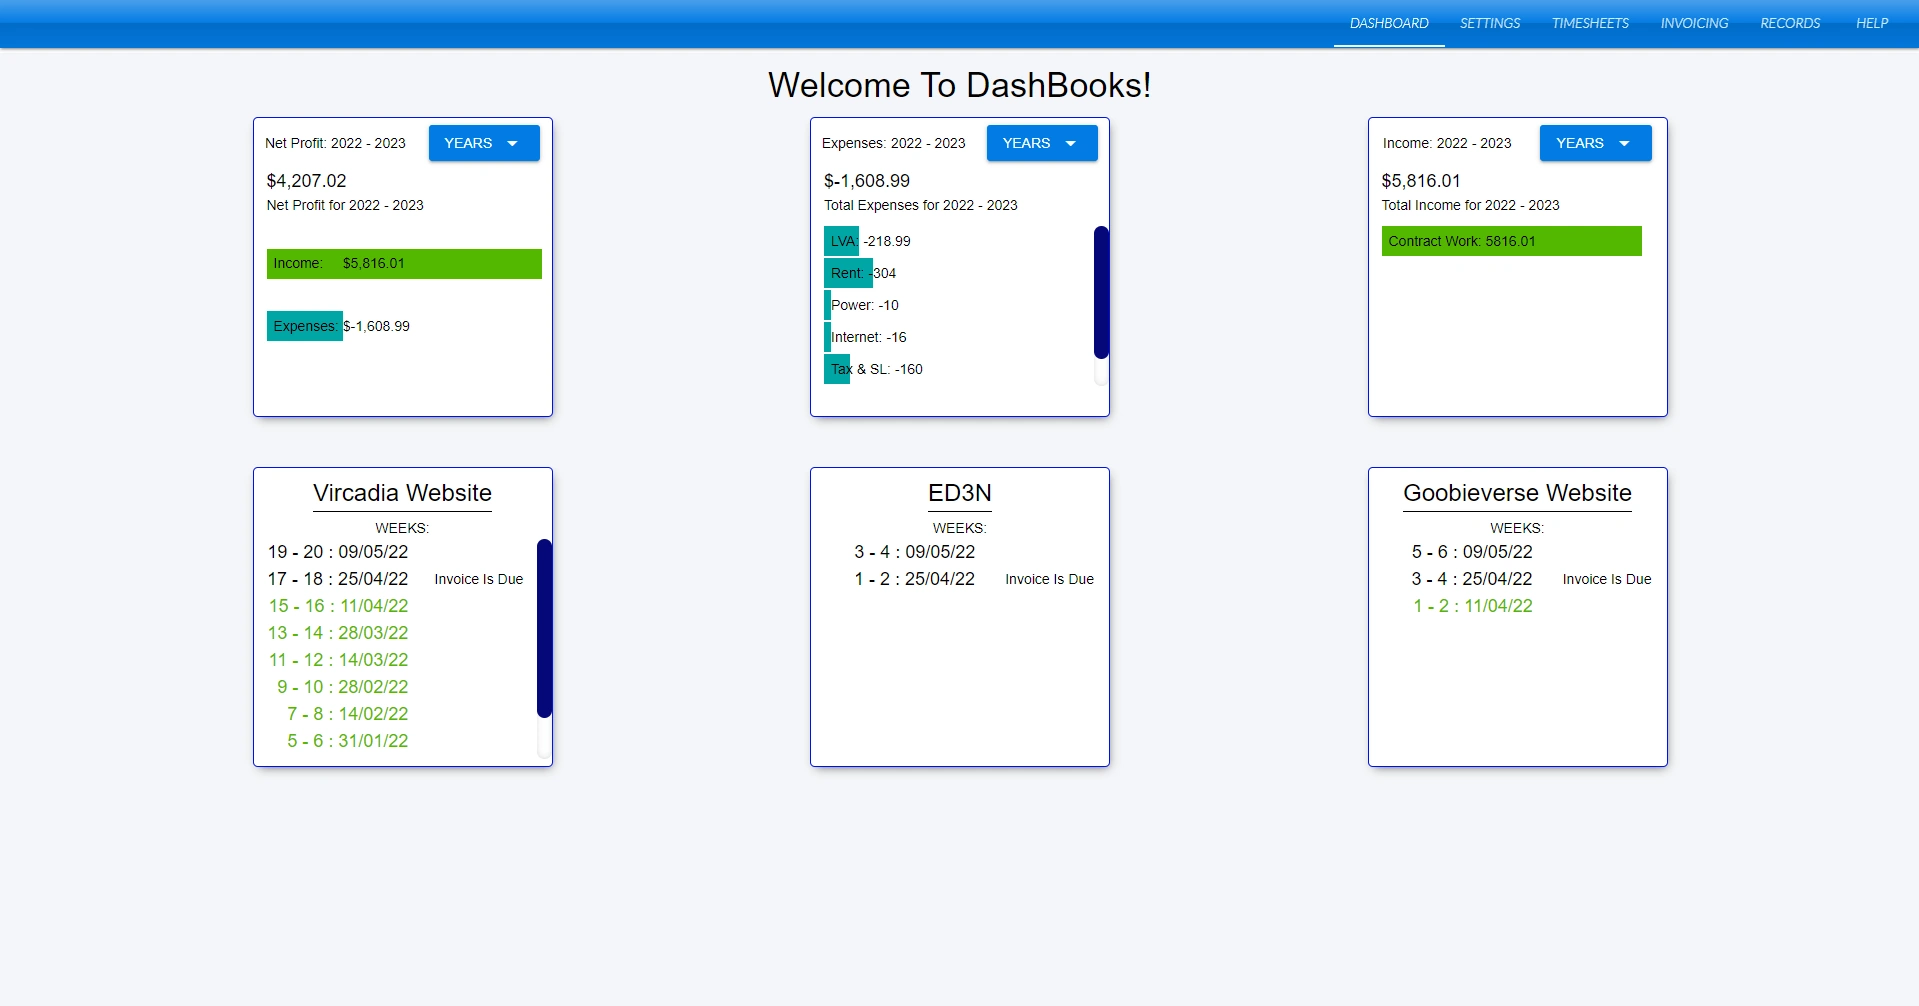 DASHBOARD SETTINGS TIMESHEETS INVOICING RECORDS HELP
Welcome To DashBooks!
Net Profit: 2022 - 2023 YEARS
$4,207.02
Net Profit for 2022 - 2023
Income: $5,816.01
Expenses: $-1,608.99
Expenses: 2022 - 2023 YEARS
$-1,608.99
Total Expenses for 2022 - 2023
LVA: -218.99
Rent: -304
Power: -10
Internet: -16
Tax & SL: -160
Income: 2022 - 2023 YEARS
$5,816.01
Total Income for 2022 - 2023
Contract Work: 5816.01
Vircadia Website
WEEKS:
19 - 20 : 09/05/22
17 - 18 : 25/04/22 Invoice Is Due
15 - 16 : 11/04/22
13 - 14 : 28/03/22
11 - 12 : 14/03/22
9 - 10 : 28/02/22
7 - 8 : 14/02/22
5 - 6 : 31/01/22
ED3N
WEEKS:
3 - 4 : 09/05/22
1 - 2 : 25/04/22 Invoice Is Due
Goobieverse Website
WEEKS:
5 - 6 : 09/05/22
3 - 4 : 25/04/22 Invoice Is Due
1 - 2 : 11/04/22